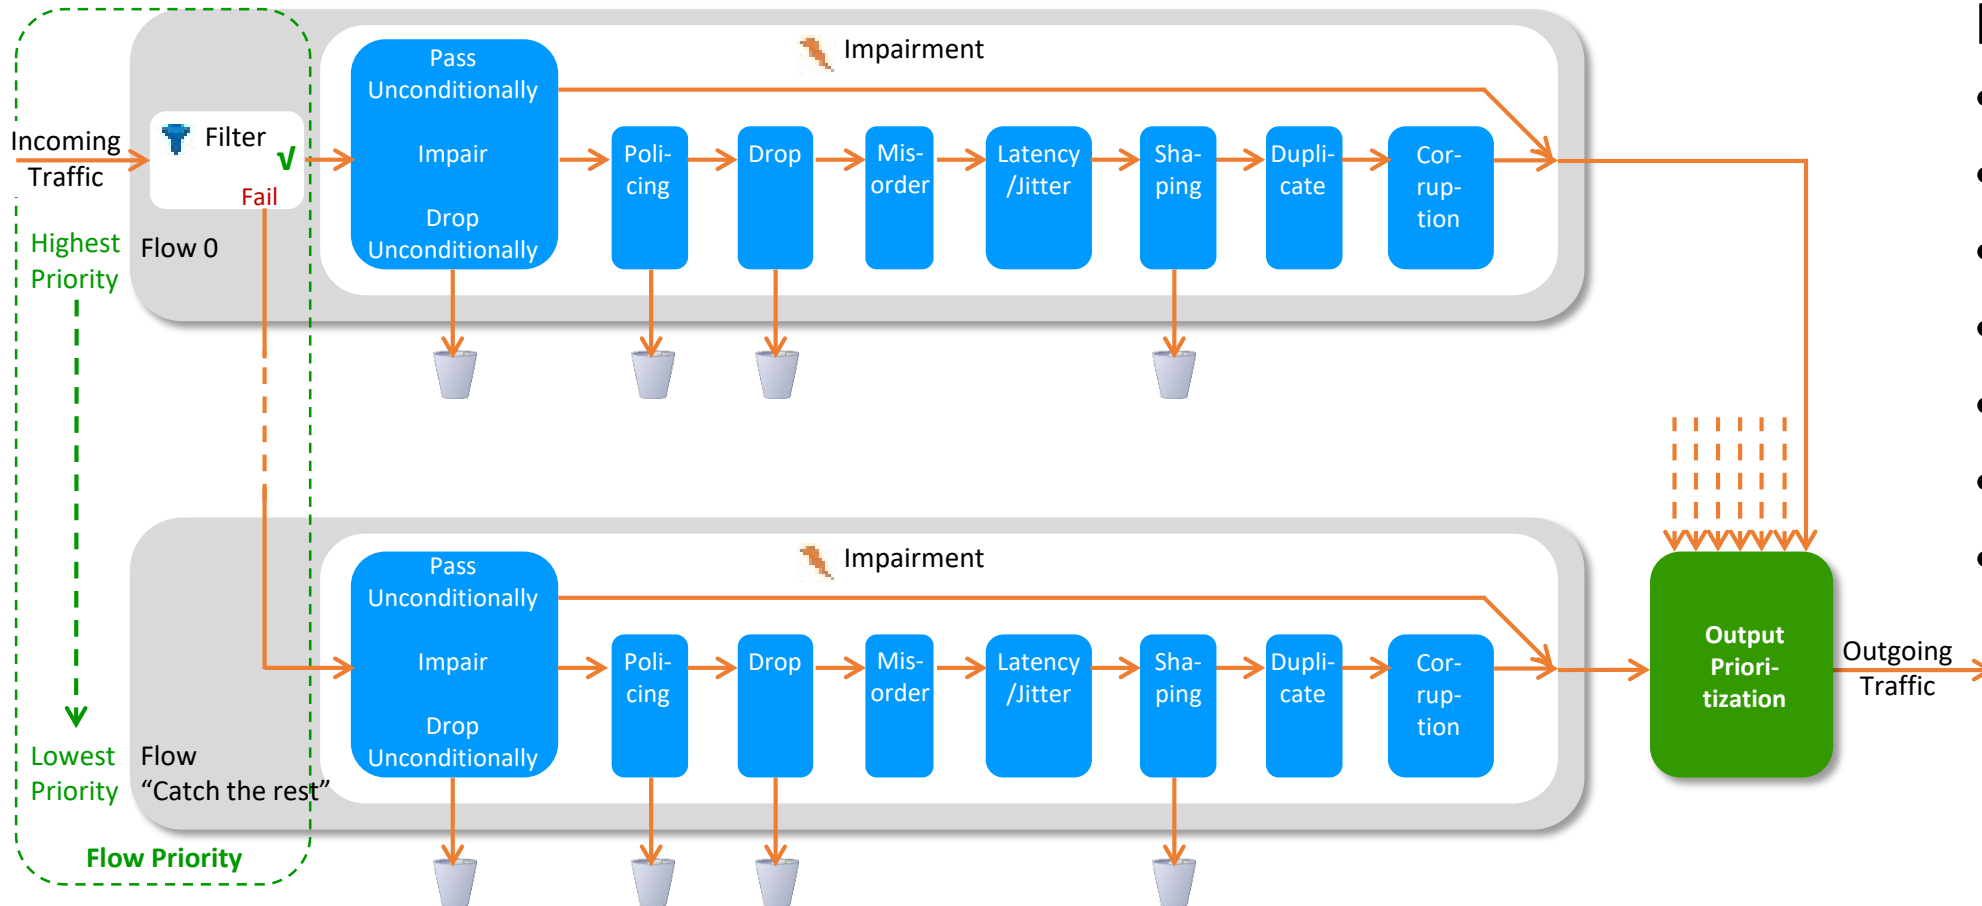 Incoming
Traffic
Filter
√
Fail
Highest
Priority
Flow 0
Impairment
Pass
Unconditionally
Impair
Drop
Unconditionally
Poli-
cing
Drop
Mis-
order
Latency
/Jitter
Sha-
ping
Dupli-
cate
Cor-
rup-
tion
Lowest
Priority
Flow
“Catch the rest”
Flow Priority
Impairment
Pass
Unconditionally
Impair
Drop
Unconditionally
Poli-
cing
Drop
Mis-
order
Latency
/Jitter
Sha-
ping
Dupli-
cate
Cor-
rup-
tion
Output
Priori-
tization
Outgoing
Traffic